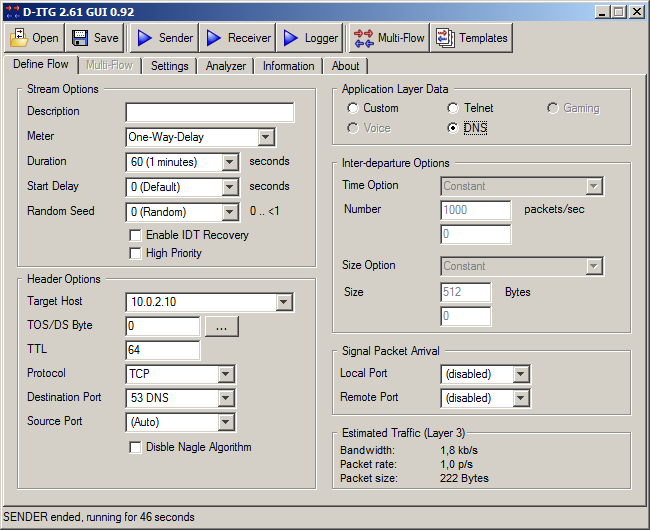 D-ITG 2.61 GUI 0.92
Open Save Sender Receiver Logger Multi-Flow Templates
Define Flow Multi-Flow Settings Analyzer Information About
Stream Options
Description
Meter One-Way-Delay
Duration 60 (1 minutes) seconds
Start Delay 0 (Default) seconds
Random Seed 0 (Random) 0 .. <1
Enable IDT Recovery
High Priority
Header Options
Target Host 10.0.2.10
TOS/DS Byte 0 ...
TTL 64
Protocol TCP
Destination Port 53 DNS
Source Port (Auto)
Disble Nagle Algorithm
Application Layer Data
Custom Telnet Gaming
Voice DNS
Inter-departure Options
Time Option Constant
Number 1000 packets/sec
0
Size Option Constant
Size 512 Bytes
0
Signal Packet Arrival
Local Port (disabled)
Remote Port (disabled)
Estimated Traffic (Layer 3)
Bandwidth: 1,8 kb/s
Packet rate: 1,0 p/s
Packet size: 222 Bytes
SENDER ended, running for 46 seconds